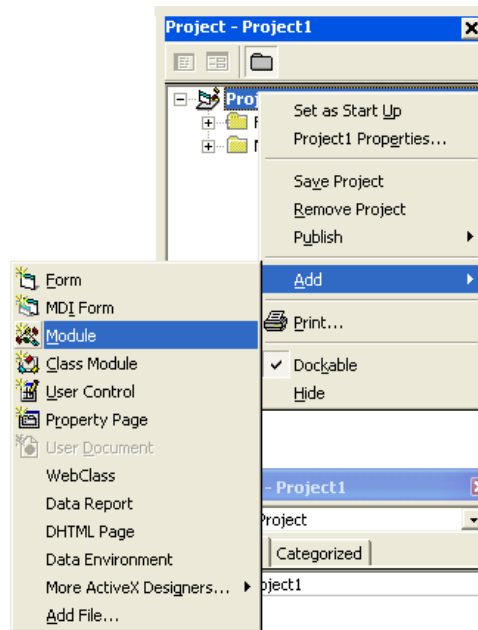 Project - Project1
Set as Start Up
Project1 Properties...
Save Project
Remove Project
Publish
Add
Print...
Dockable
Hide
Form
MDI Form
Module
Class Module
User Control
Property Page
User Document
WebClass
Data Report
DHTML Page
Data Environment
More ActiveX Designers...
Add File...
- Project1
Project
Categorized